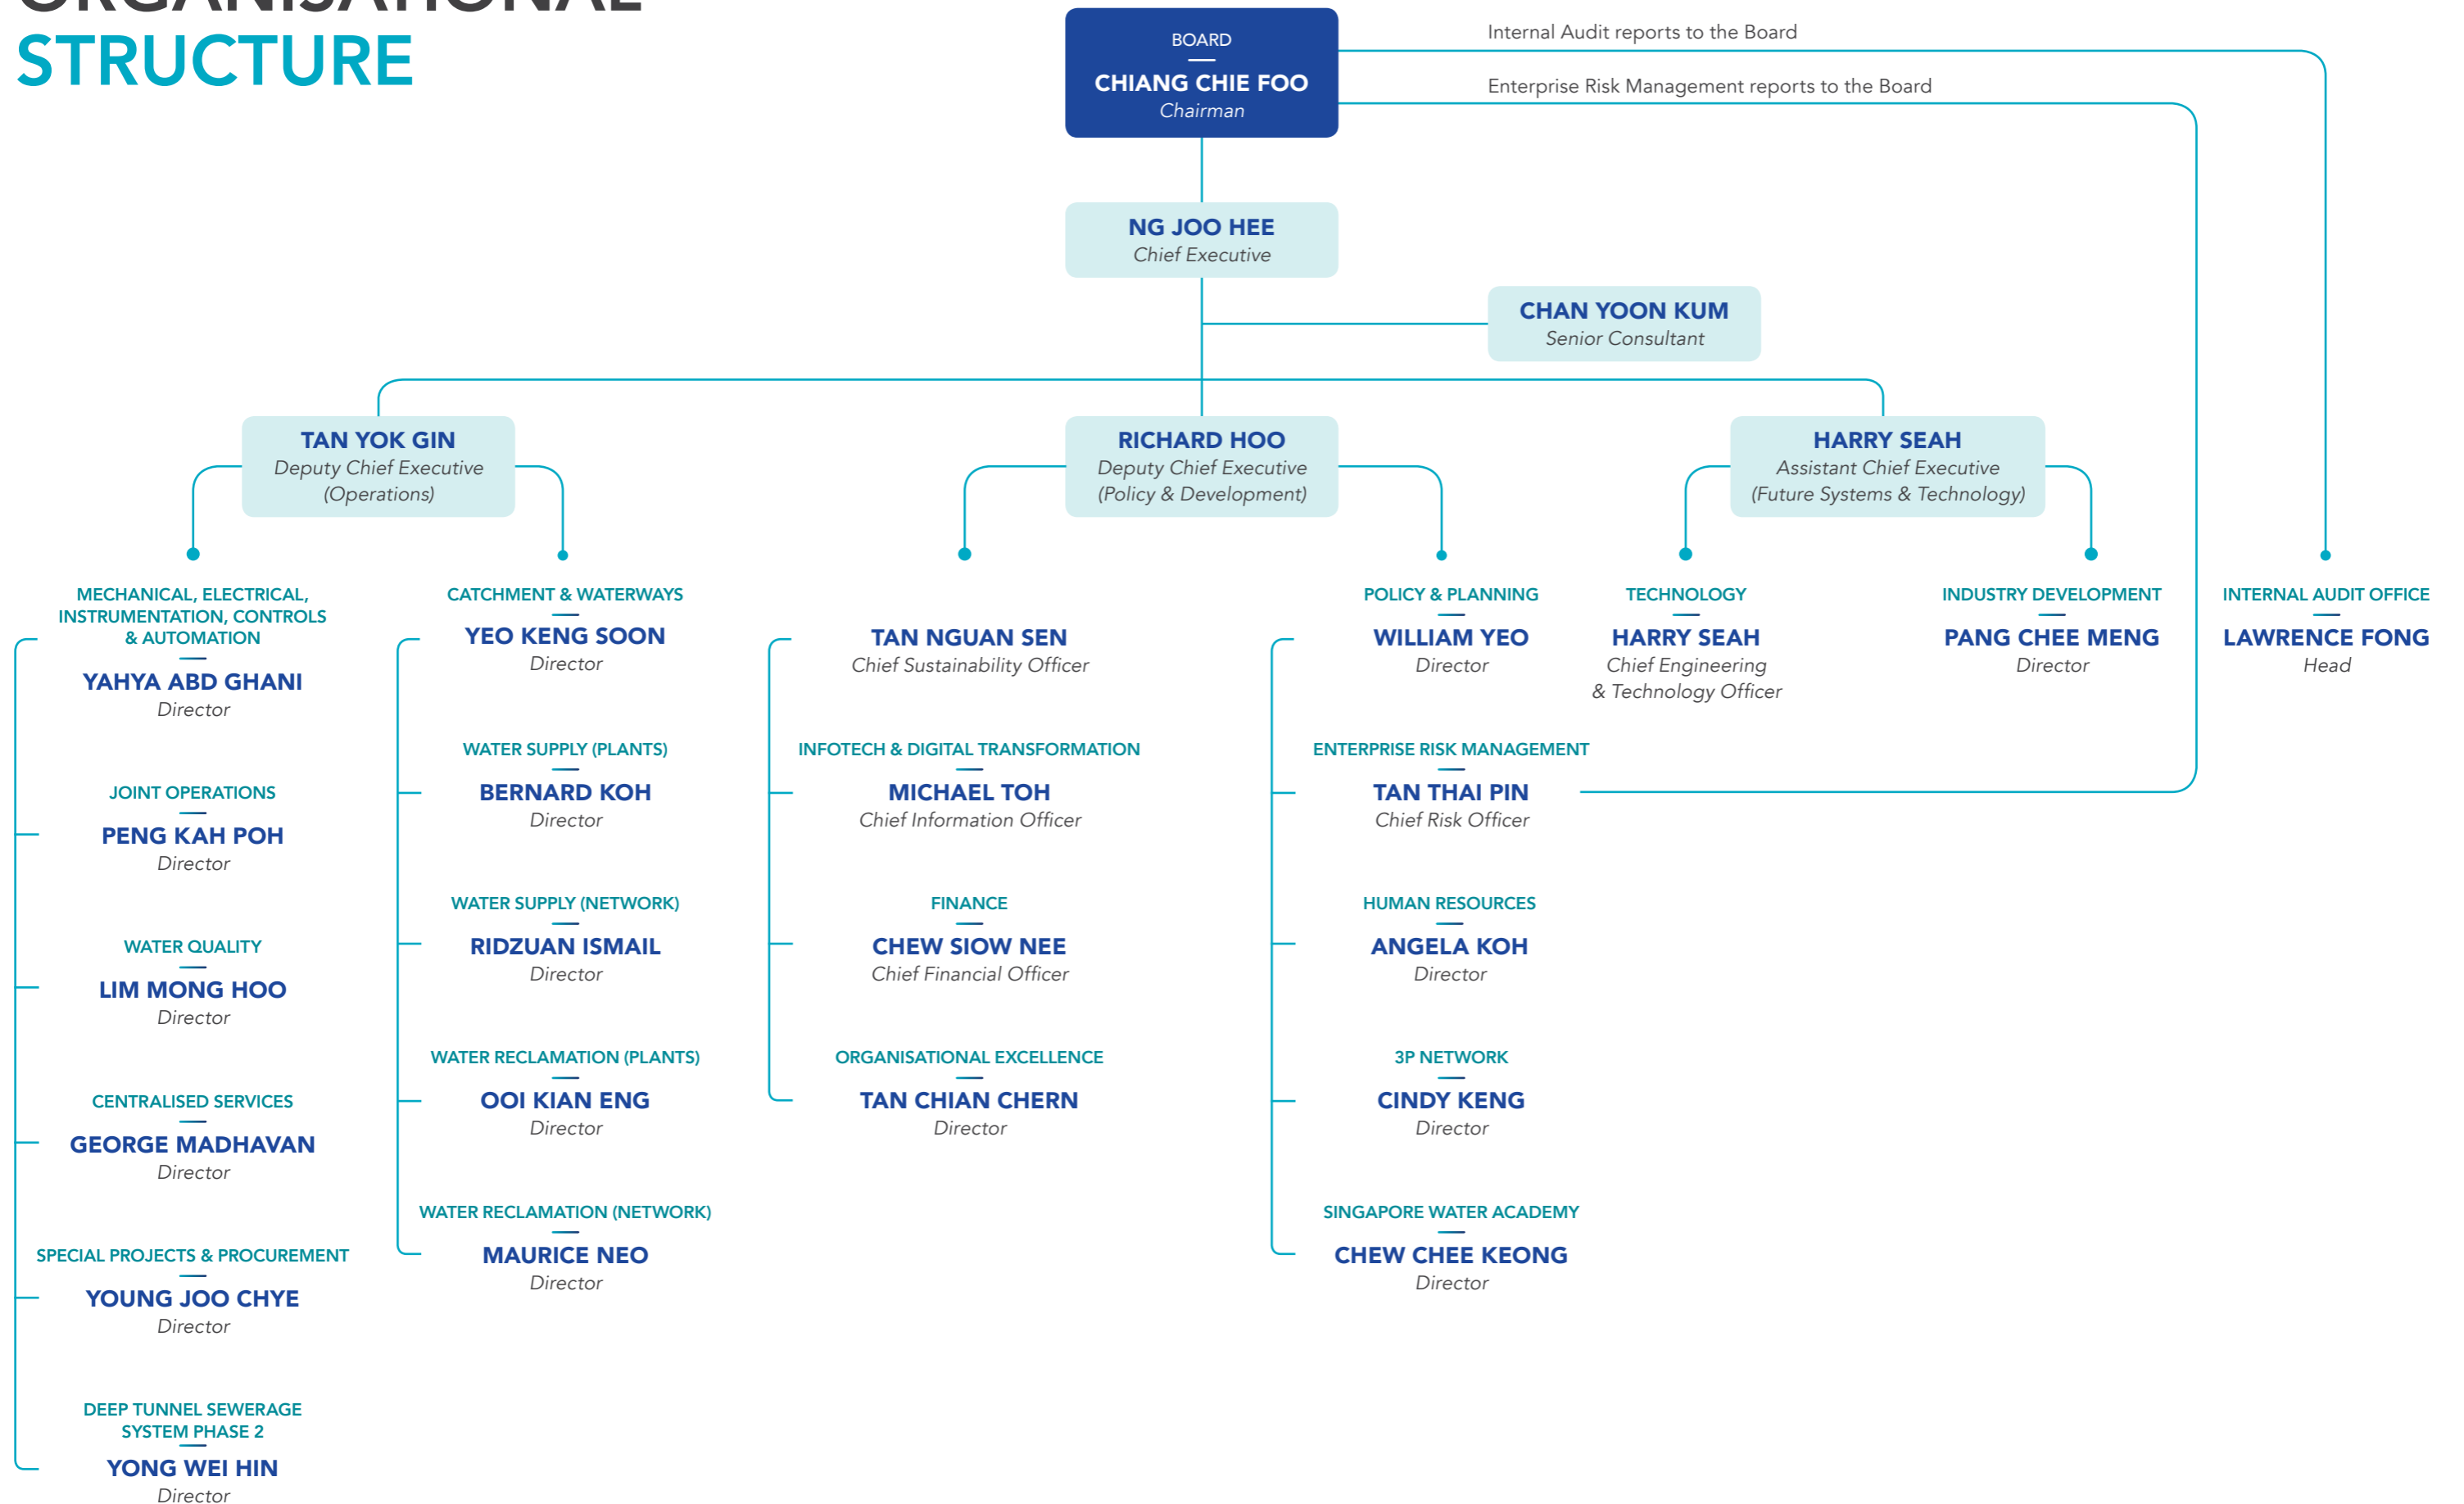 ORGANISATIONAL
STRUCTURE
BOARD
CHIANG CHIE FOO
Chairman
Internal Audit reports to the Board
Enterprise Risk Management reports to the Board
NG JOO HEE
Chief Executive
CHAN YOON KUM
Senior Consultant
TAN YOK GIN
Deputy Chief Executive
(Operations)
RICHARD HOO
Deputy Chief Executive
(Policy & Development)
HARRY SEAH
Assistant Chief Executive
(Future Systems & Technology)
MECHANICAL, ELECTRICAL,
INSTRUMENTATION, CONTROLS
& AUTOMATION
YAHYA ABD GHANI
Director
JOINT OPERATIONS
PENG KAH POH
Director
WATER QUALITY
LIM MONG HOO
Director
CENTRALISED SERVICES
GEORGE MADHAVAN
Director
SPECIAL PROJECTS & PROCUREMENT
YOUNG JOO CHYE
Director
DEEP TUNNEL SEWERAGE
SYSTEM PHASE 2
YONG WEI HIN
Director
CATCHMENT & WATERWAYS
YEO KENG SOON
Director
WATER SUPPLY (PLANTS)
BERNARD KOH
Director
WATER SUPPLY (NETWORK)
RIDZUAN ISMAIL
Director
WATER RECLAMATION (PLANTS)
OOI KIAN ENG
Director
WATER RECLAMATION (NETWORK)
MAURICE NEO
Director
TAN NGUAN SEN
Chief Sustainability Officer
INFOTECH & DIGITAL TRANSFORMATION
MICHAEL TOH
Chief Information Officer
FINANCE
CHEW SIOW NEE
Chief Financial Officer
ORGANISATIONAL EXCELLENCE
TAN CHIAN CHERN
Director
POLICY & PLANNING
WILLIAM YEO
Director
ENTERPRISE RISK MANAGEMENT
TAN THAI PIN
Chief Risk Officer
HUMAN RESOURCES
ANGELA KOH
Director
3P NETWORK
CINDY KENG
Director
SINGAPORE WATER ACADEMY
CHEW CHEE KEONG
Director
TECHNOLOGY
HARRY SEAH
Chief Engineering
& Technology Officer
INDUSTRY DEVELOPMENT
PANG CHEE MENG
Director
INTERNAL AUDIT OFFICE
LAWRENCE FONG
Head